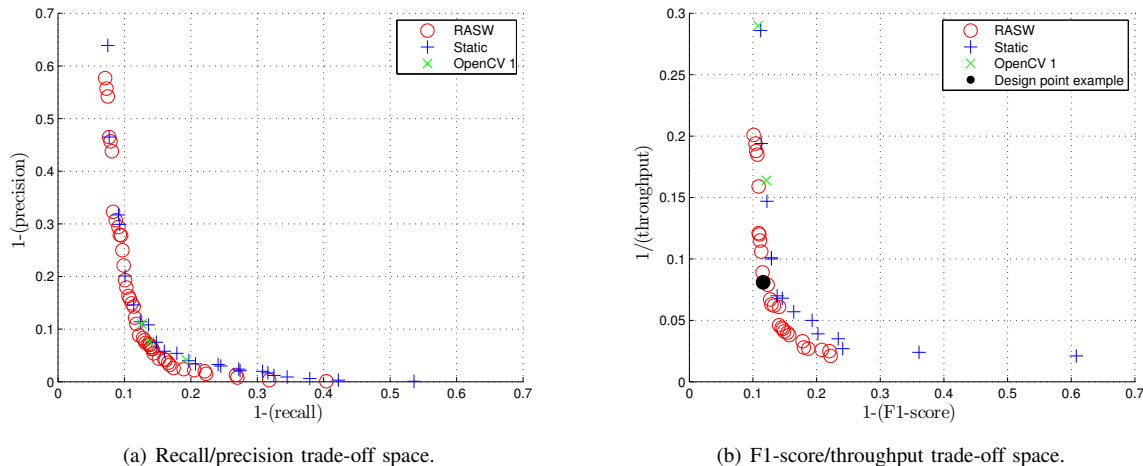 RASW
Static
OpenCV 1
0.7
0.6
0.5
0.4
0.3
0.2
0.1
0
1-(precision)
0 0.1 0.2 0.3 0.4 0.5 0.6 0.7
1-(recall)
(a) Recall/precision trade-off space.
RASW
Static
OpenCV 1
Design point example
0.3
0.25
0.2
0.15
0.1
0.05
0
1/(throughput)
0 0.1 0.2 0.3 0.4 0.5 0.6 0.7
1-(F1-score)
(b) F1-score/throughput trade-off space.